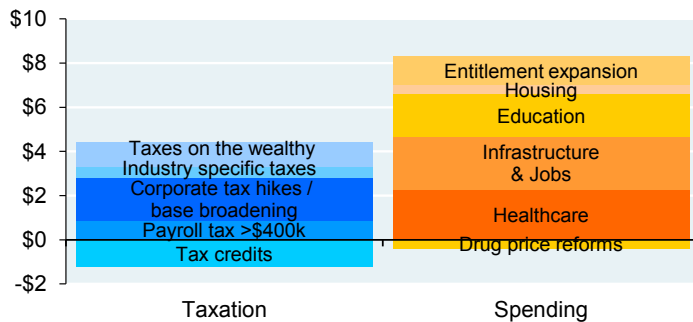 $10
$8
$6
$4
$2
$0
-$2
Taxes on the wealthy
Industry specific taxes
Corporate tax hikes /
base broadening
Payroll tax >$400k
Tax credits
Entitlement expansion
Housing
Education
Infrastructure
& Jobs
Healthcare
Drug price reforms
Taxation
Spending